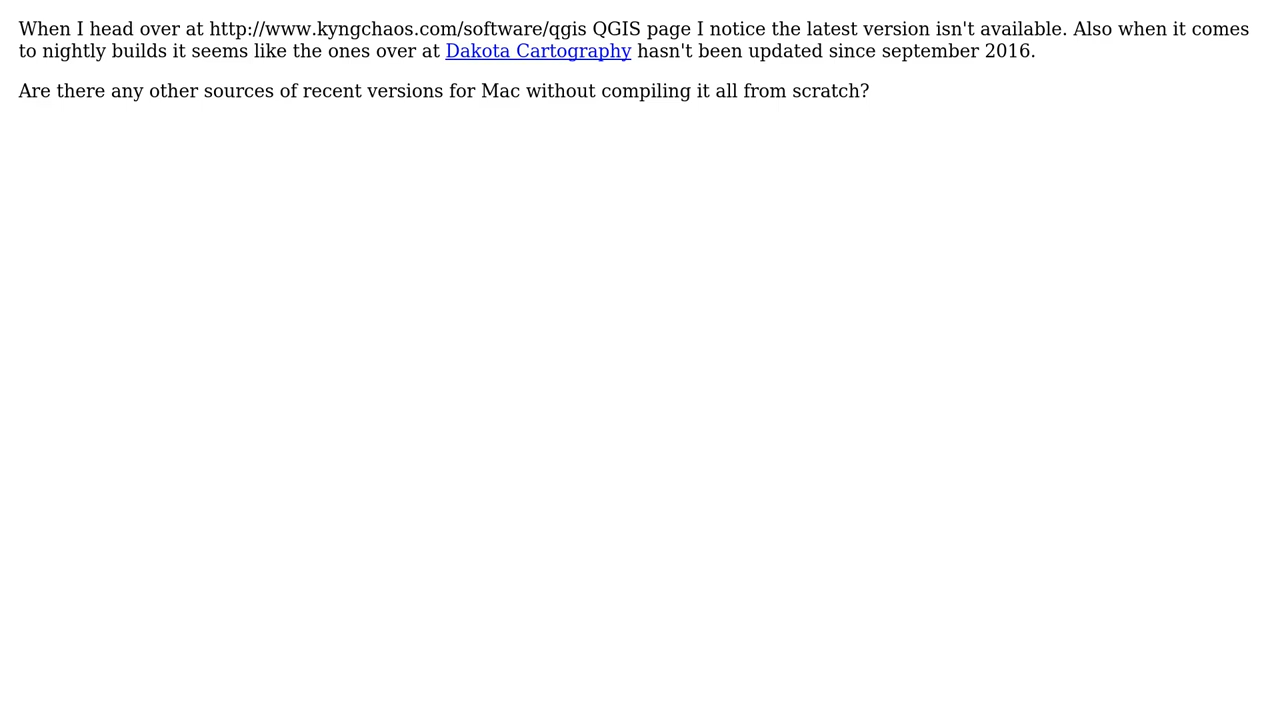 When I head over at http://www.kyngchaos.com/software/qgis QGIS page I notice the latest version isn't available. Also when it comes
to nightly builds it seems like the ones over at Dakota Cartography hasn't been updated since september 2016.
Are there any other sources of recent versions for Mac without compiling it all from scratch?